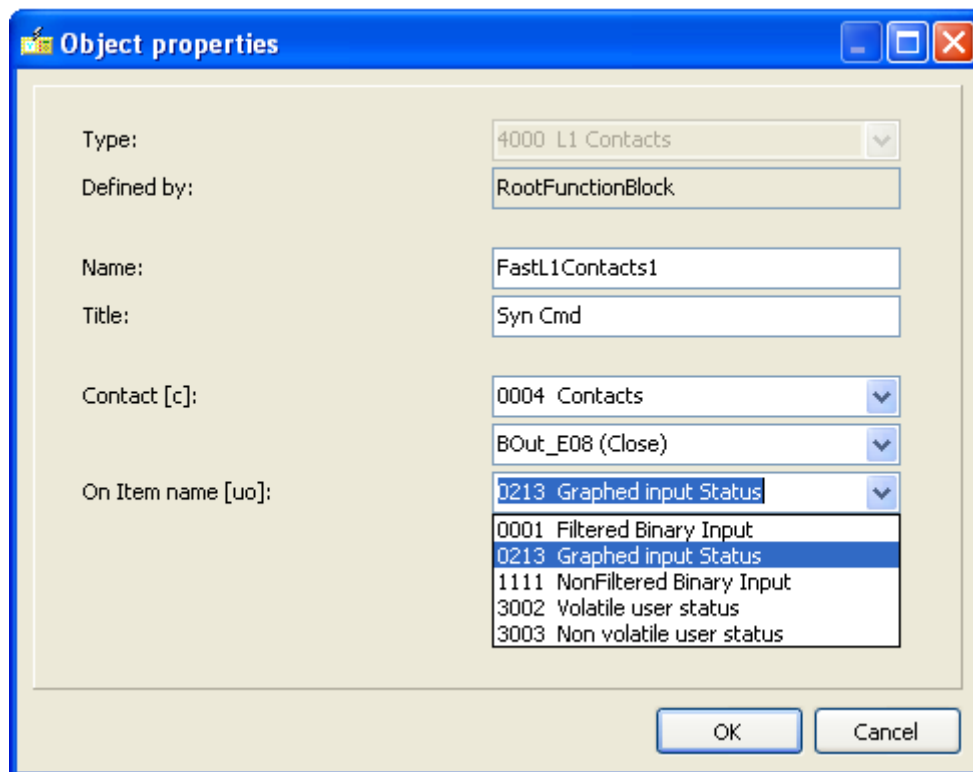 Object properties
Type: 4000 L1 Contacts
Defined by: RootFunctionBlock
Name: FastL1Contacts1
Title: Syn Cmd
Contact [c]: 0004 Contacts
BOut_E08 (Close)
On Item name [uo]: 0213 Graphed input Status
0001 Filtered Binary Input
0213 Graphed input Status
1111 NonFiltered Binary Input
3002 Volatile user status
3003 Non volatile user status
OK Cancel